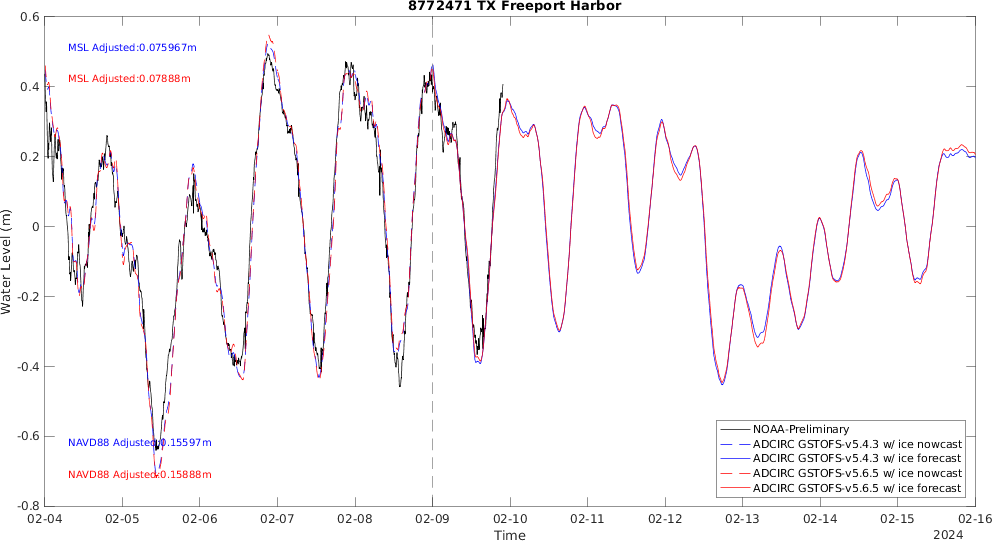 8772471 TX Freeport Harbor
0.6
MSL Adjusted:0.075967m
MSL Adjusted:0.07888m
0.4
0.2
0
-0.2
-0.4
-0.6
-0.8
Water Level (m)
NAVD88 Adjusted:0.15597m
NAVD88 Adjusted:0.15888m
NOAA-Preliminary
ADCIRC GSTOFS-v5.4.3 w/ ice nowcast
ADCIRC GSTOFS-v5.4.3 w/ ice forecast
ADCIRC GSTOFS-v5.6.5 w/ ice nowcast
ADCIRC GSTOFS-v5.6.5 w/ ice forecast
02-04 02-05 02-06 02-07 02-08 02-09 02-10 02-11 02-12 02-13 02-14 02-15 02-16
Time
2024